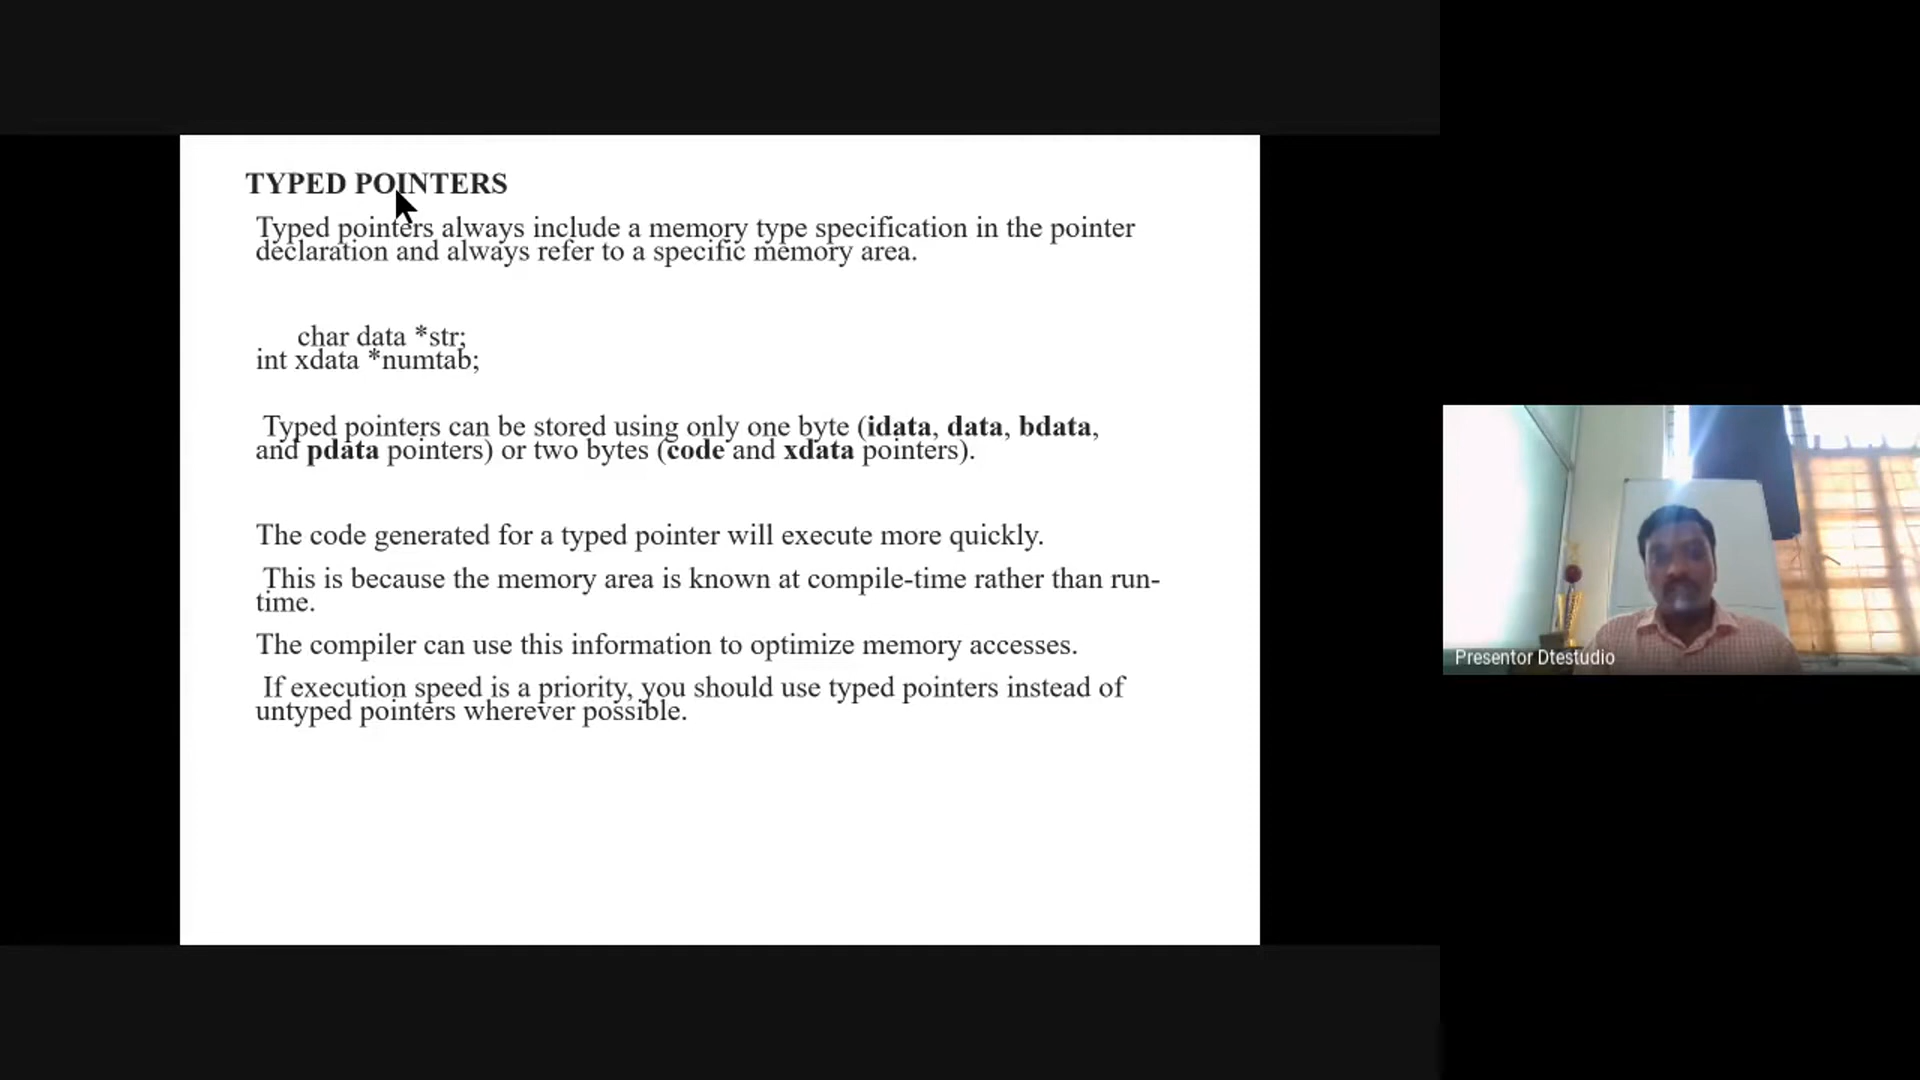 TYPED POINTERS
Typed pointers always include a memory type specification in the pointer
declaration and always refer to a specific memory area.
char data *str;
int xdata *numtab;
Typed pointers can be stored using only one byte (idata, data, bdata,
and pdata pointers) or two bytes (code and xdata pointers).
The code generated for a typed pointer will execute more quickly.
This is because the memory area is known at compile-time rather than run-
time.
The compiler can use this information to optimize memory accesses.
If execution speed is a priority, you should use typed pointers instead of
untyped pointers wherever possible.
Presentor Dtestudio